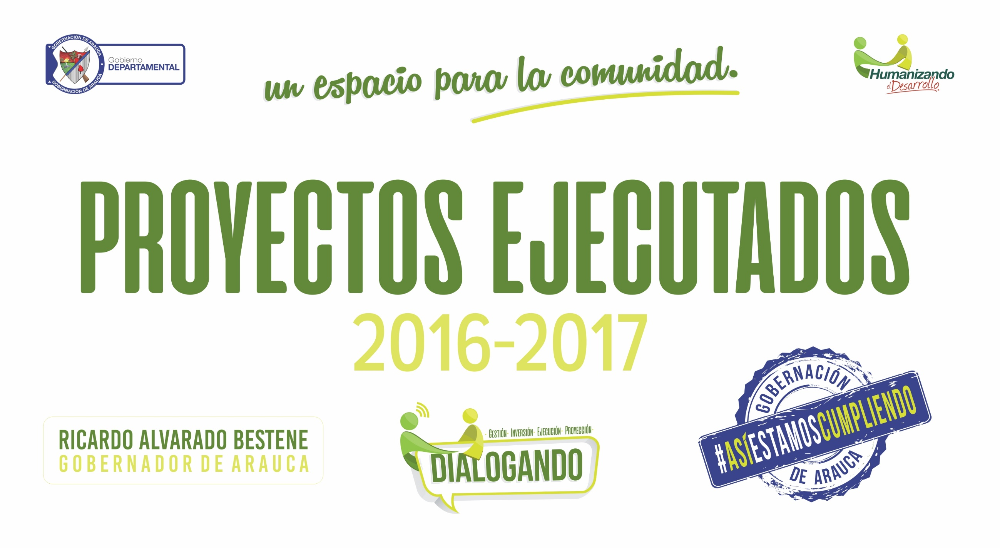 GOBERNACIÓN DE ARAUCA
Gobierno
DEPARTAMENTAL
GOBERNACIÓN DE ARAUCA
un espacio para la comunidad.
Humanizando
el Desarrollo.
PROYECTOS EJECUTADOS
2016-2017
RICARDO ALVARADO BESTENE
GOBERNADOR DE ARAUCA
· GESTIÓN · INVERSIÓN · EJECUCIÓN · PROYECCIÓN ·
DIALOGANDO
GOBERNACIÓN
#ASÍESTAMOSCUMPLIENDO
DE ARAUCA